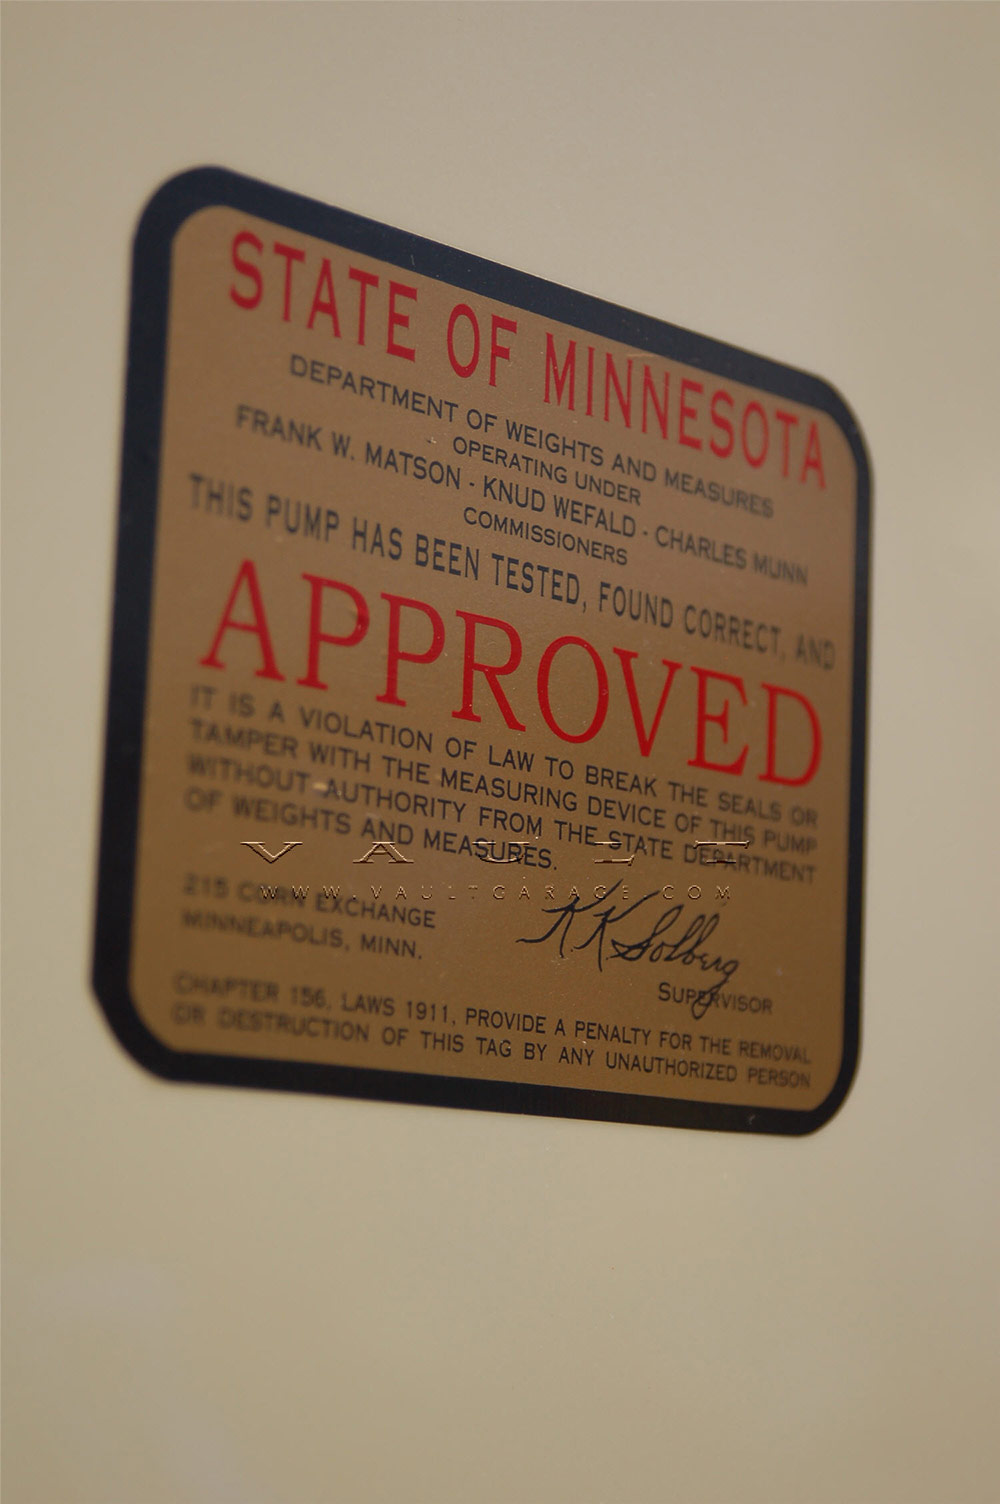 STATE OF MINNESOTA
DEPARTMENT OF WEIGHTS AND MEASURES
OPERATING UNDER
FRANK W. MATSON - KNUD WEFALD - CHARLES MUNN
COMMISSIONERS
THIS PUMP HAS BEEN TESTED, FOUND CORRECT, AND
APPROVED
IT IS A VIOLATION OF LAW TO BREAK THE SEALS OR
TAMPER WITH THE MEASURING DEVICE OF THIS PUMP
WITHOUT AUTHORITY FROM THE STATE DEPARTMENT
OF WEIGHTS AND MEASURES.
VAULT
WWW.VAULTGARAGE.COM
215 CORN EXCHANGE
MINNEAPOLIS, MINN.
K K Solberg
SUPERVISOR
CHAPTER 156, LAWS 1911, PROVIDE A PENALTY FOR THE REMOVAL
OR DESTRUCTION OF THIS TAG BY ANY UNAUTHORIZED PERSON